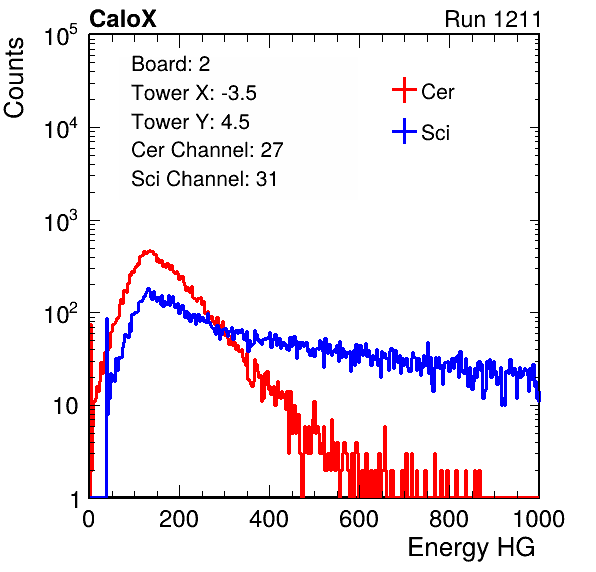 CaloX Run 1211
Counts
10^5
10^4
10^3
10^2
10
1
Board: 2
Tower X: -3.5
Tower Y: 4.5
Cer Channel: 27
Sci Channel: 31
Cer
Sci
0 200 400 600 800 1000
Energy HG